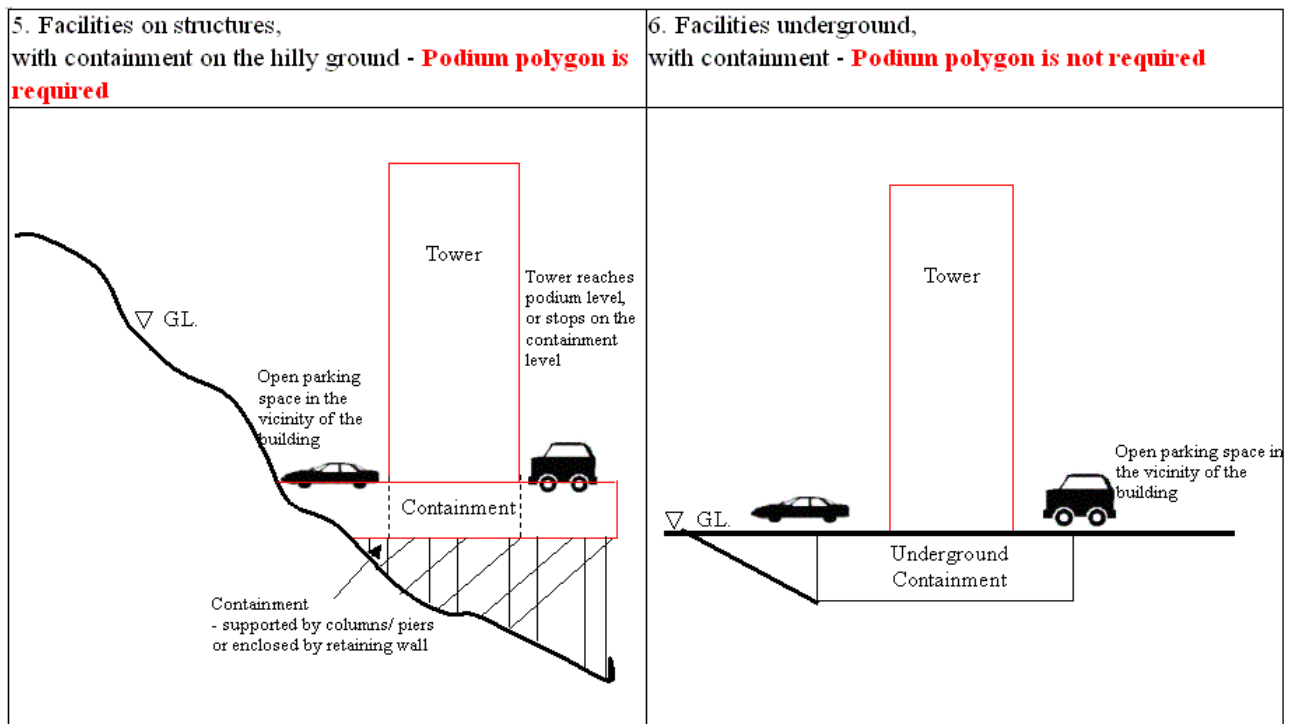 5. Facilities on structures,
with containment on the hilly ground - Podium polygon is
required
6. Facilities underground,
with containment - Podium polygon is not required
Tower
Tower reaches
podium level,
or stops on the
containment
level
▽ GL.
Open parking
space in the
vicinity of the
building
Containment
Containment
- supported by columns/ piers
or enclosed by retaining wall
Tower
Open parking space in
the vicinity of the
building
▽ GL.
Underground
Containment